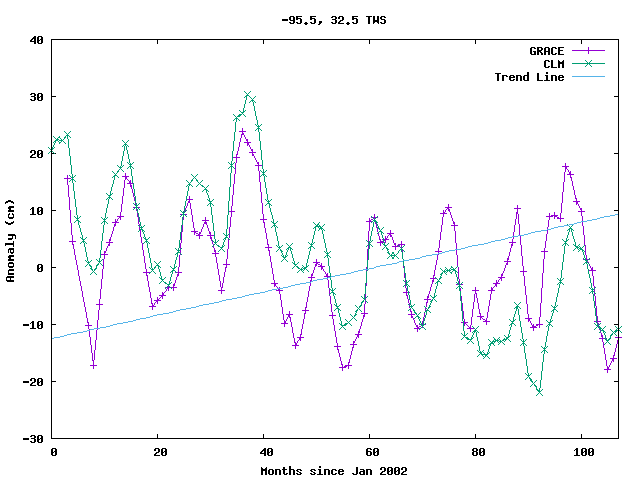 -95.5, 32.5 TWS
GRACE
CLM
Trend Line
40
30
20
10
0
-10
-20
-30
Anomaly (cm)
0 20 40 60 80 100
Months since Jan 2002